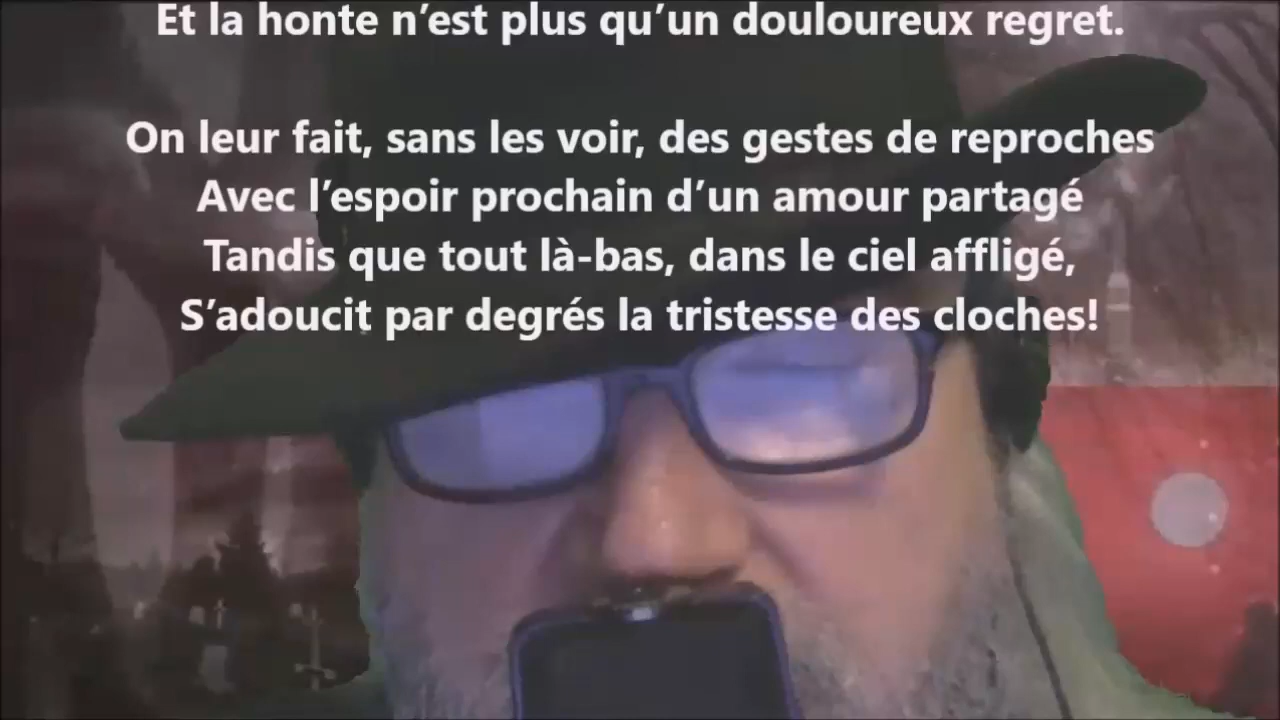 Et la honte n’est plus qu’un douloureux regret.
On leur fait, sans les voir, des gestes de reproches
Avec l’espoir prochain d’un amour partagé
Tandis que tout là-bas, dans le ciel affligé,
S’adoucit par degrés la tristesse des cloches!